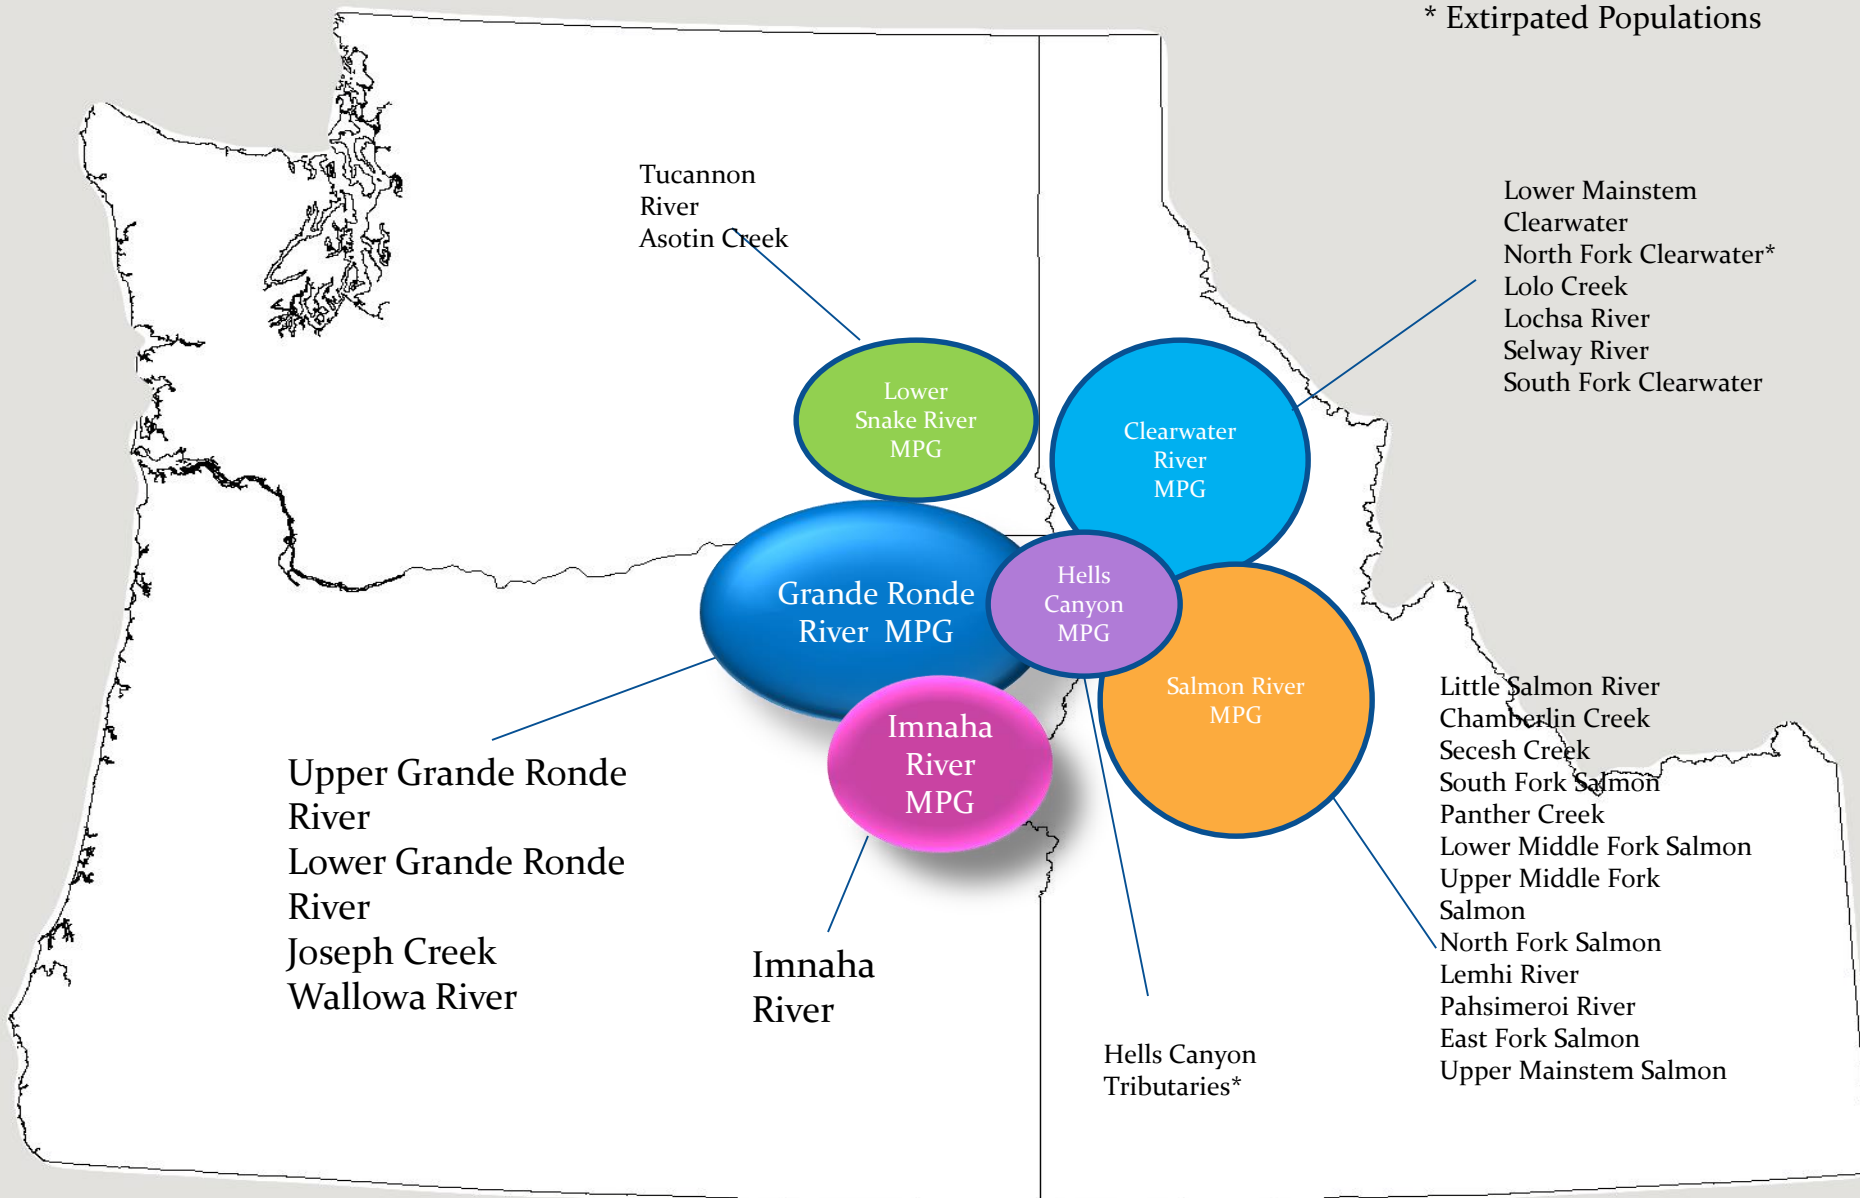 * Extirpated Populations
Tucannon
River
Asotin Creek
Lower Mainstem
Clearwater
North Fork Clearwater*
Lolo Creek
Lochsa River
Selway River
South Fork Clearwater
Lower
Snake River
MPG
Clearwater
River
MPG
Grande Ronde
River MPG
Hells
Canyon
MPG
Salmon River
MPG
Imnaha
River
MPG
Upper Grande Ronde
River
Lower Grande Ronde
River
Joseph Creek
Wallowa River
Imnaha
River
Hells Canyon
Tributaries*
Little Salmon River
Chamberlin Creek
Secesh Creek
South Fork Salmon
Panther Creek
Lower Middle Fork Salmon
Upper Middle Fork
Salmon
North Fork Salmon
Lemhi River
Pahsimeroi River
East Fork Salmon
Upper Mainstem Salmon